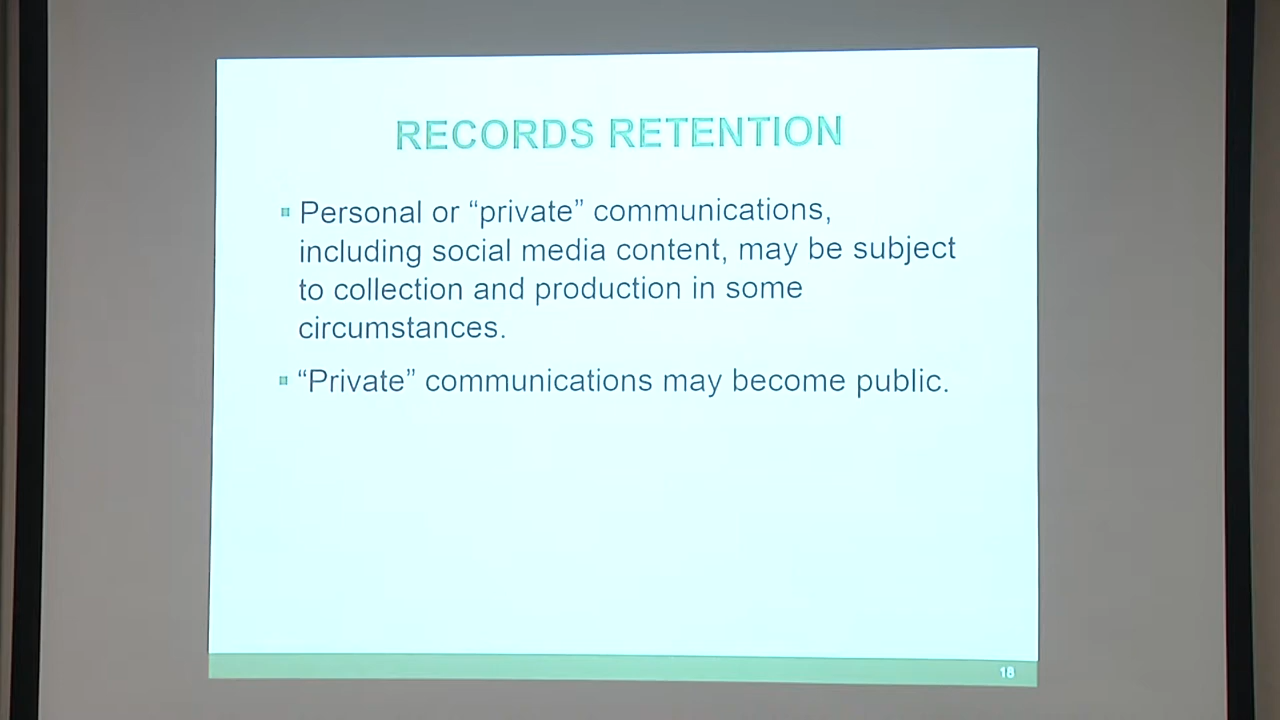 RECORDS RETENTION
▪ Personal or “private” communications,
including social media content, may be subject
to collection and production in some
circumstances.
▪ “Private” communications may become public.
18